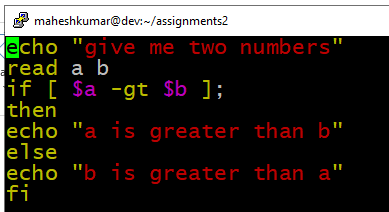 maheshkumar@dev:~/assignments2
echo "give me two numbers"
read a b
if [ $a -gt $b ];
then
echo "a is greater than b"
else
echo "b is greater than a"
fi